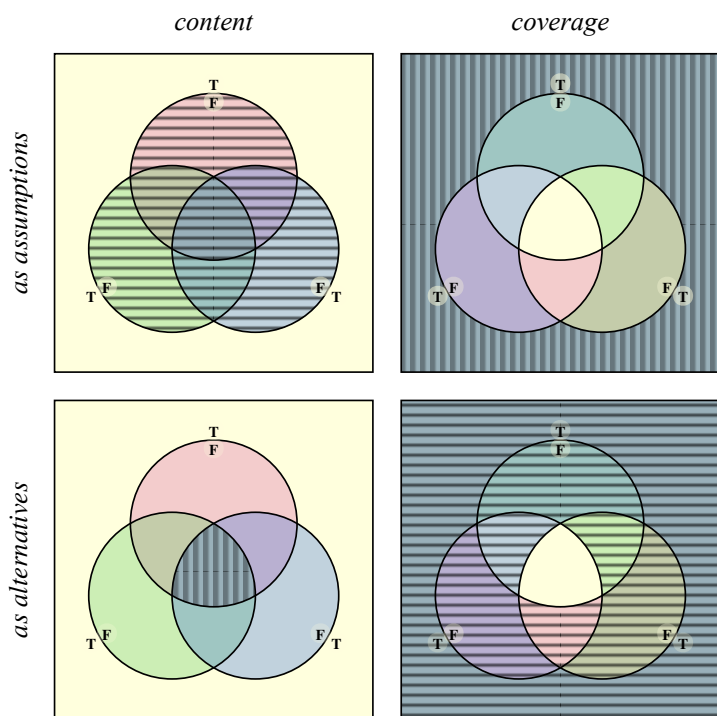 content coverage
T T
F F
as assumptions
F F F F
T T T T
T T
F F
as alternatives
F F F F
T T T T